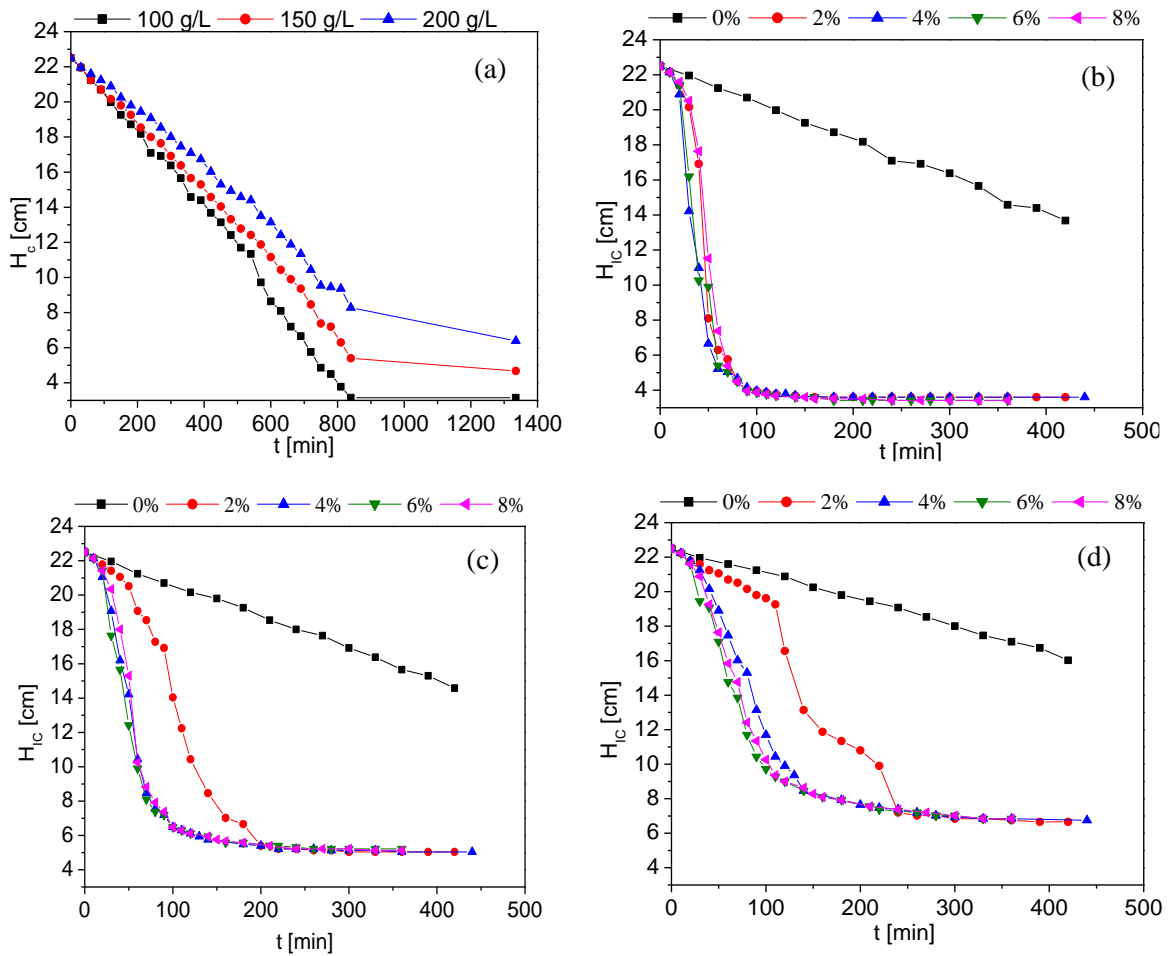 100 g/L 150 g/L 200 g/L
(a)
24
22
20
18
16
14
12
10
8
6
4
H_c [cm]
0 200 400 600 800 1000 1200 1400
t [min]
0% 2% 4% 6% 8%
(b)
24
22
20
18
16
14
12
10
8
6
4
H_IC [cm]
0 100 200 300 400 500
t [min]
0% 2% 4% 6% 8%
(c)
24
22
20
18
16
14
12
10
8
6
4
H_IC [cm]
0 100 200 300 400 500
t [min]
0% 2% 4% 6% 8%
(d)
24
22
20
18
16
14
12
10
8
6
4
H_IC [cm]
0 100 200 300 400 500
t [min]